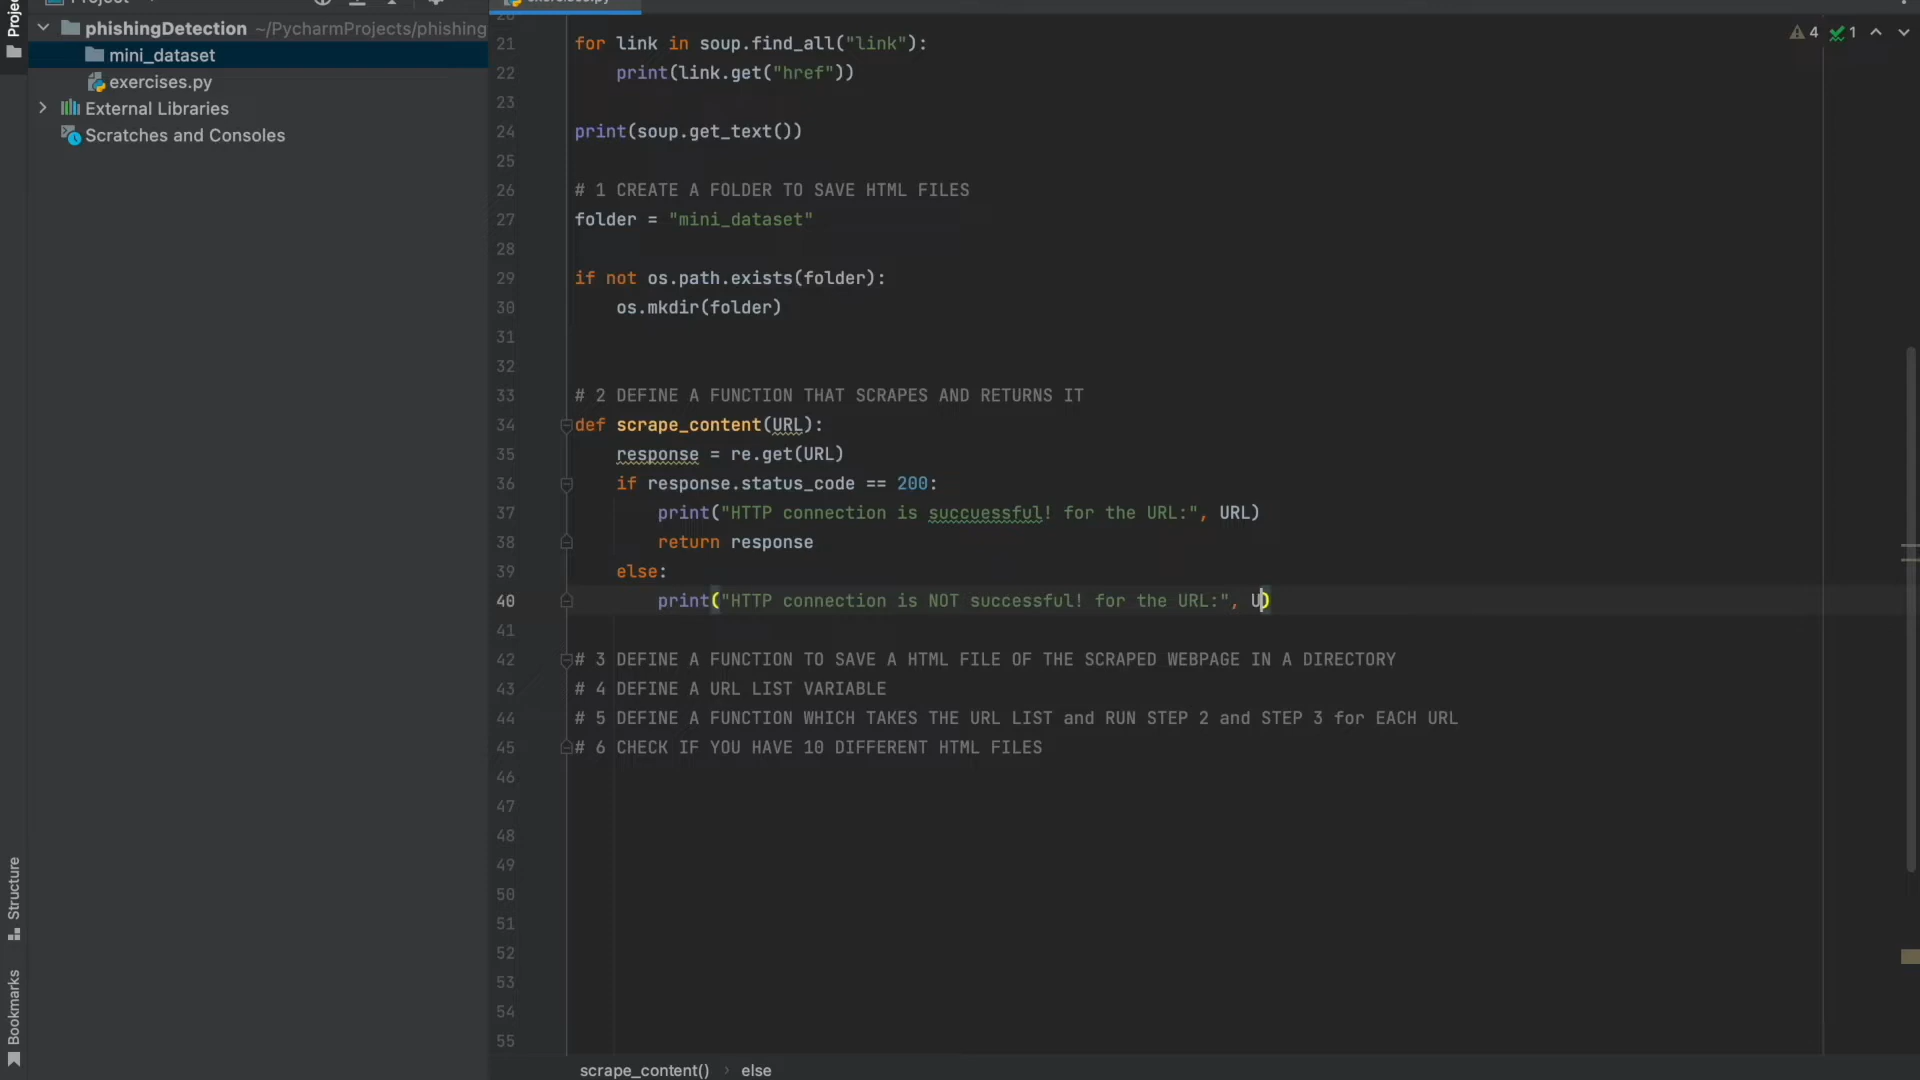 Project
phishingDetection ~/PycharmProjects/phishing
mini_dataset
exercises.py
External Libraries
Scratches and Consoles
Structure
Bookmarks
4 1
21 for link in soup.find_all("link"):
22 print(link.get("href"))
23
24 print(soup.get_text())
25
26 # 1 CREATE A FOLDER TO SAVE HTML FILES
27 folder = "mini_dataset"
28
29 if not os.path.exists(folder):
30 os.mkdir(folder)
31
32
33 # 2 DEFINE A FUNCTION THAT SCRAPES AND RETURNS IT
34 def scrape_content(URL):
35 response = re.get(URL)
36 if response.status_code == 200:
37 print("HTTP connection is succuessful! for the URL:", URL)
38 return response
39 else:
40 print("HTTP connection is NOT successful! for the URL:", U)
41
42 # 3 DEFINE A FUNCTION TO SAVE A HTML FILE OF THE SCRAPED WEBPAGE IN A DIRECTORY
43 # 4 DEFINE A URL LIST VARIABLE
44 # 5 DEFINE A FUNCTION WHICH TAKES THE URL LIST and RUN STEP 2 and STEP 3 for EACH URL
45 # 6 CHECK IF YOU HAVE 10 DIFFERENT HTML FILES
46
47
48
49
50
51
52
53
54
55
scrape_content() › else